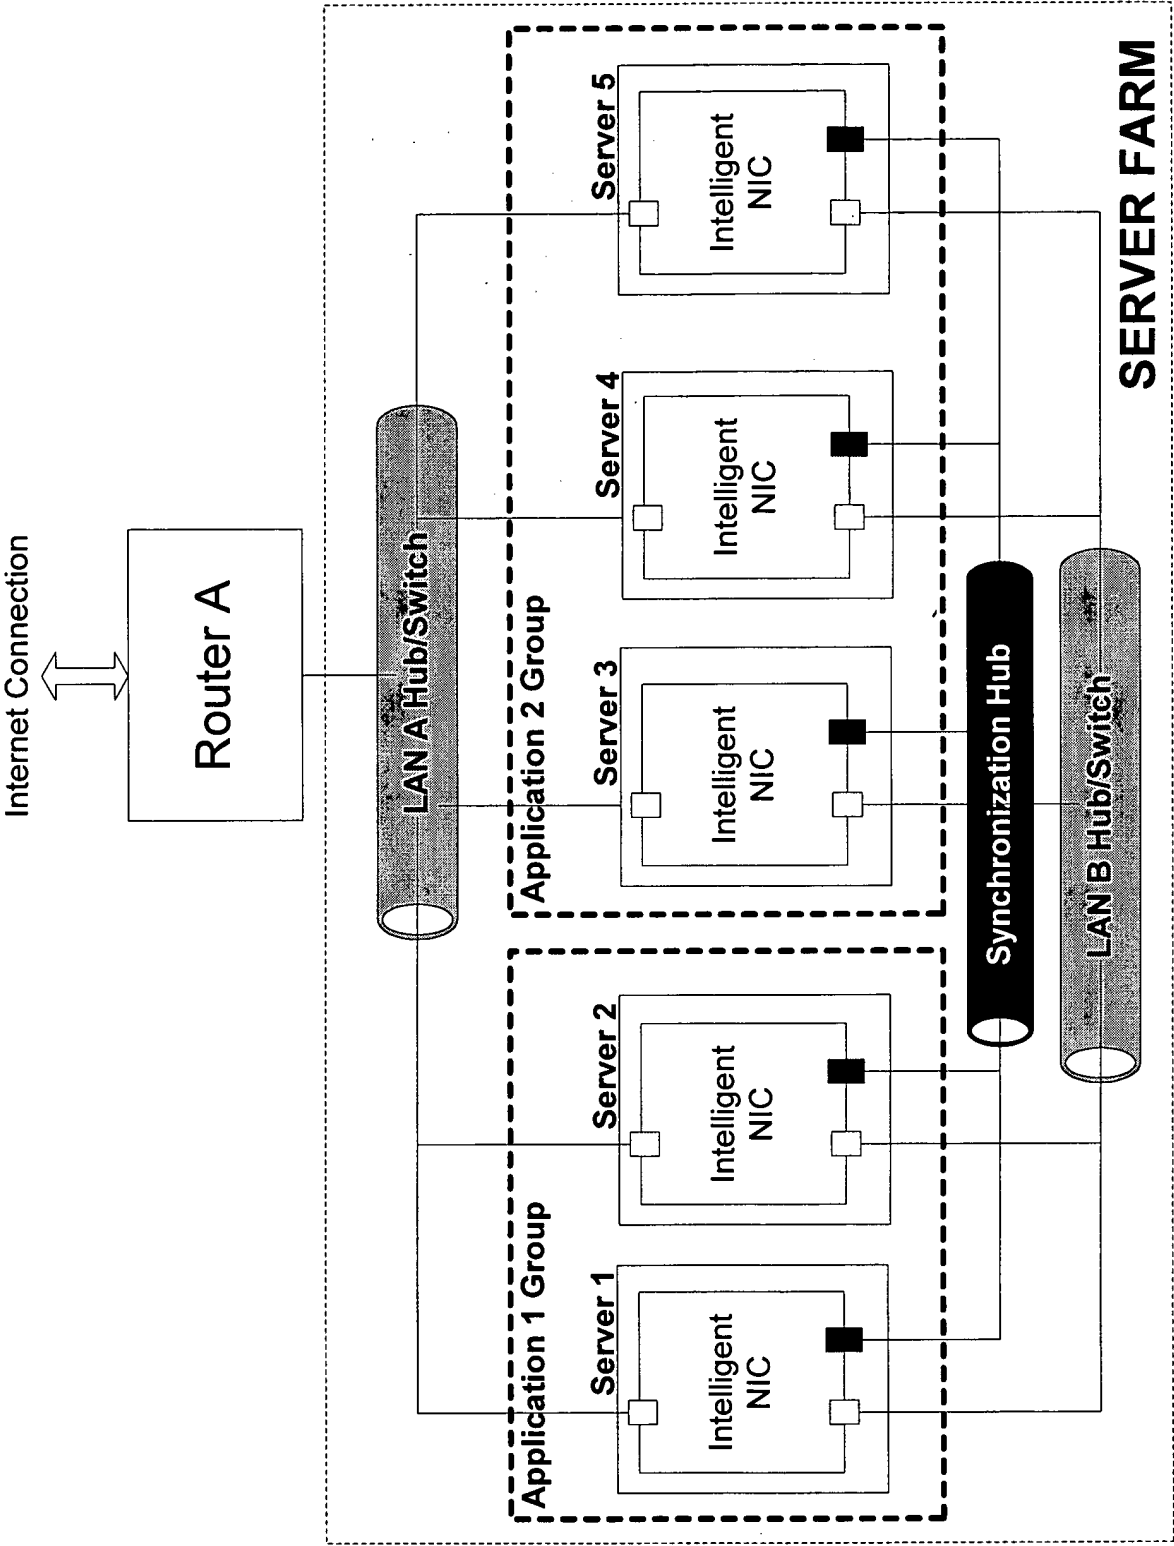 Internet Connection
Router A
LAN A Hub/Switch
Application 1 Group
Server 1
Intelligent
NIC
Server 2
Intelligent
NIC
Application 2 Group
Server 3
Intelligent
NIC
Server 4
Intelligent
NIC
Server 5
Intelligent
NIC
Synchronization Hub
LAN B Hub/Switch
SERVER FARM